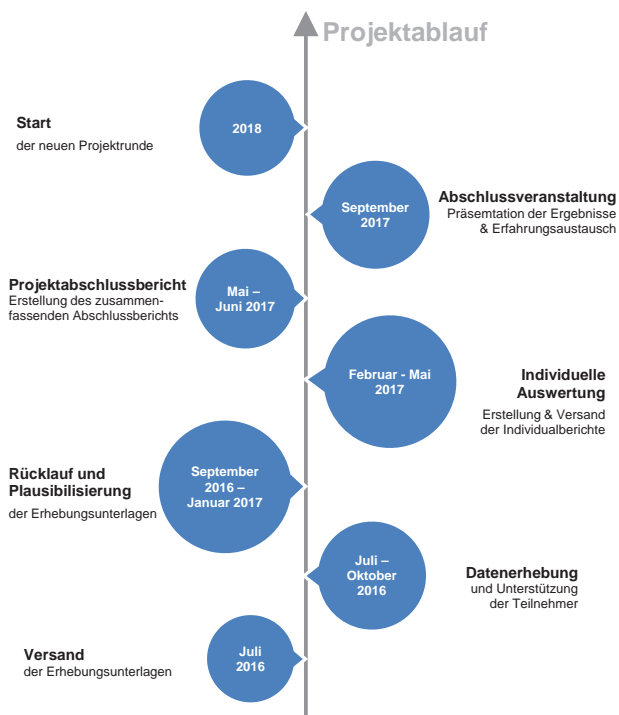 Projektablauf
Start
der neuen Projektrunde
2018
September
2017
Abschlussveranstaltung
Präsemtation der Ergebnisse
& Erfahrungsaustausch
Projektabschlussbericht
Erstellung des zusammen-
fassenden Abschlussberichts
Mai –
Juni 2017
Februar - Mai
2017
Individuelle
Auswertung
Erstellung & Versand
der Individualberichte
Rücklauf und
Plausibilisierung
der Erhebungsunterlagen
September
2016 –
Januar 2017
Juli –
Oktober
2016
Datenerhebung
und Unterstützung
der Teilnehmer
Versand
der Erhebungsunterlagen
Juli
2016